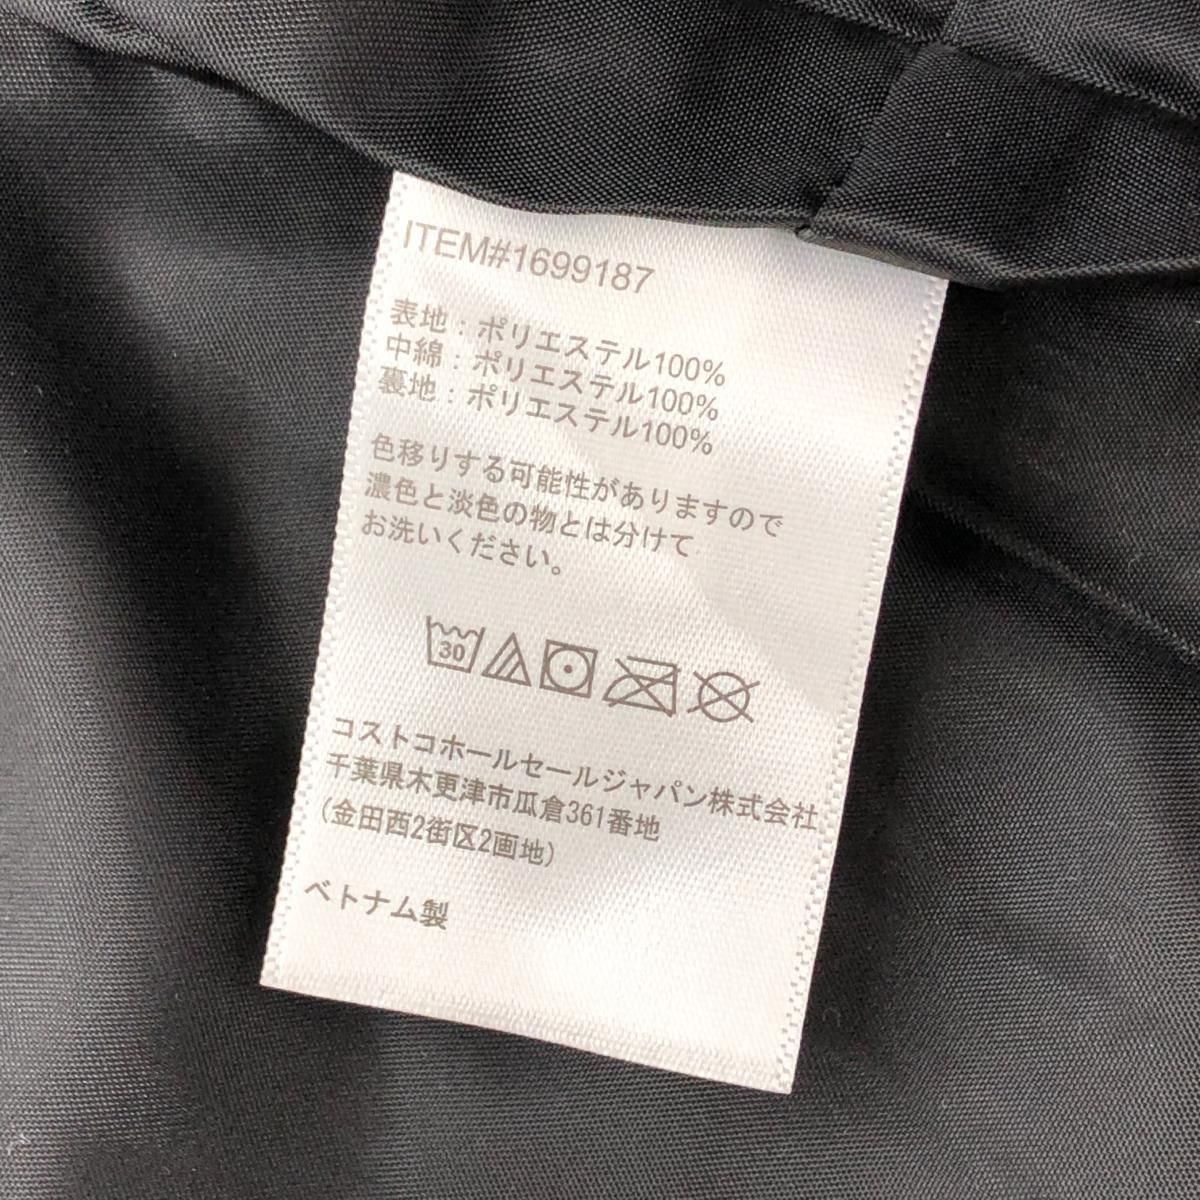 ITEM#1699187
表地：ポリエステル100%
中綿：ポリエステル100%
裏地：ポリエステル100%
色移りする可能性がありますので
濃色と淡色の物とは分けて
お洗いください。
30
コストコホールセールジャパン株式会社
千葉県木更津市瓜倉361番地
(金田西2街区2画地)
ベトナム製